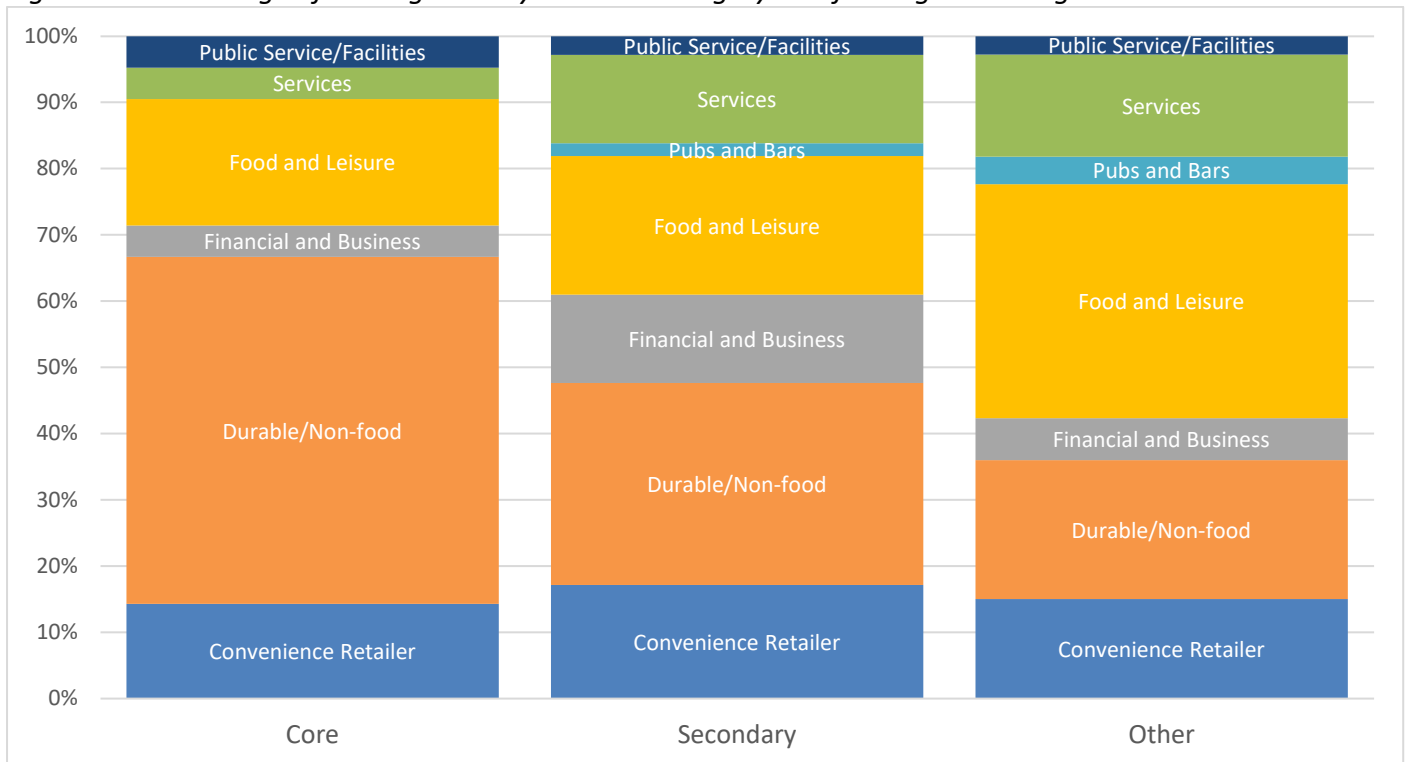 100%
90%
80%
70%
60%
50%
40%
30%
20%
10%
0%
Public Service/Facilities
Services
Food and Leisure
Financial and Business
Durable/Non-food
Convenience Retailer
Public Service/Facilities
Services
Pubs and Bars
Food and Leisure
Financial and Business
Durable/Non-food
Convenience Retailer
Public Service/Facilities
Services
Pubs and Bars
Food and Leisure
Financial and Business
Durable/Non-food
Convenience Retailer
Core
Secondary
Other